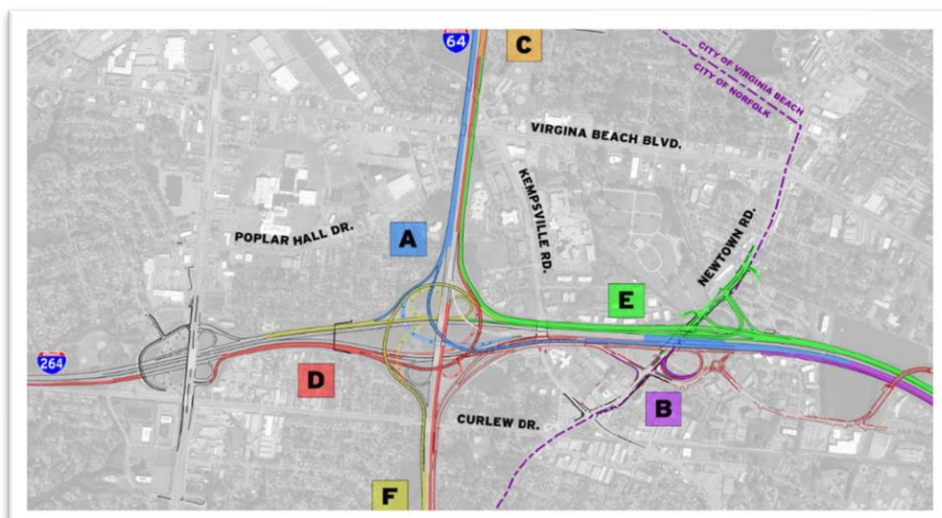 64
C
CITY OF VIRGINIA BEACH
CITY OF NORFOLK
VIRGINA BEACH BLVD.
KEMPSVILLE RD.
POPLAR HALL DR.
A
NEWTOWN RD.
E
264
D
B
CURLEW DR.
F